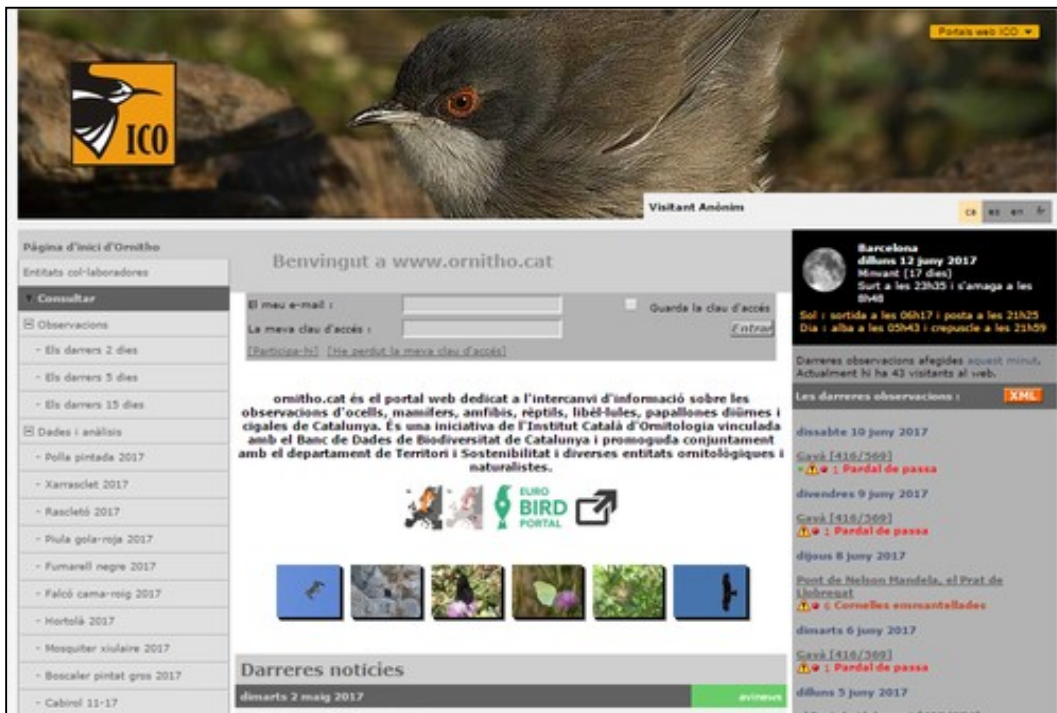 Portals web ICO
ICO
Visitant Anònim
ca es en fr
Pàgina d'inici d'Ornitho
Entitats col·laboradores
Consultar
Observacions
- Els darrers 2 dies
- Els darrers 5 dies
- Els darrers 15 dies
Dades i anàlisis
- Polla pintada 2017
- Xarrasclet 2017
- Rascletó 2017
- Piula gola-roja 2017
- Fumarell negre 2017
- Falcó cama-roig 2017
- Hortolà 2017
- Mosquiter xiulaire 2017
- Boscaler pintat gros 2017
- Cabirol 11-17
Benvingut a www.ornitho.cat
El meu e-mail :
Guarda la clau d'accés
La meva clau d'accés :
Entrar
[Participa-hi] [He perdut la meva clau d'accés]
ornitho.cat és el portal web dedicat a l'intercanvi d'informació sobre les
observacions d'ocells, mamífers, amfibis, rèptils, libèl·lules, papallones diürnes i
cigales de Catalunya. És una iniciativa de l'Institut Català d'Ornitologia vinculada
amb el Banc de Dades de Biodiversitat de Catalunya i promoguda conjuntament
amb el departament de Territori i Sostenibilitat i diverses entitats ornitològiques i
naturalistes.
EURO
BIRD
PORTAL
Darreres notícies
dimarts 2 maig 2017
avinews
Barcelona
dilluns 12 juny 2017
Minvant [17 dies]
Surt a les 23h35 i s'amaga a les
8h48
Sol : sortida a les 06h17 i posta a les 21h25
Dia : alba a les 05h43 i crepuscle a les 21h59
Darreres observacions afegides aquest minut.
Actualment hi ha 43 visitants al web.
Les darreres observacions :
XML
dissabte 10 juny 2017
Gavà [416/569]
1 Pardal de passa
divendres 9 juny 2017
Gavà [416/569]
1 Pardal de passa
dijous 8 juny 2017
Pont de Nelson Mandela, el Prat de
Llobregat
6 Cornelles emmantellades
dimarts 6 juny 2017
Gavà [416/569]
1 Pardal de passa
dilluns 5 juny 2017